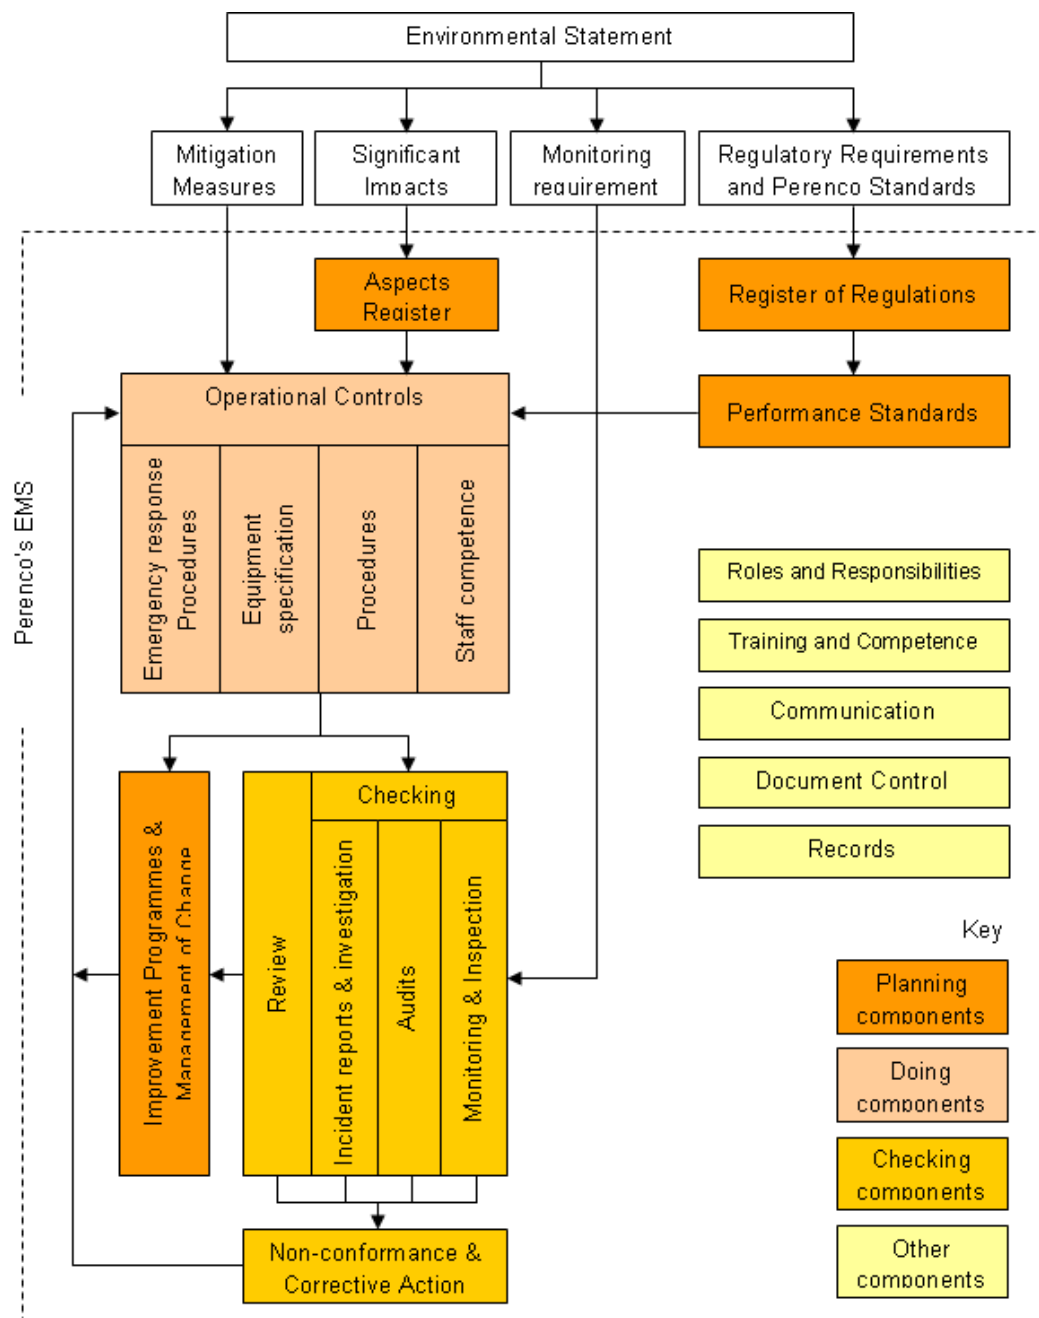 Environmental Statement
Mitigation
Measures
Significant
Impacts
Monitoring
requirement
Regulatory Requirements
and Perenco Standards
Aspects
Register
Register of Regulations
Operational Controls
Performance Standards
Emergency response
Procedures
Equipment
specification
Procedures
Staff competence
Perenco's EMS
Roles and Responsibilities
Training and Competence
Communication
Document Control
Records
Improvement Programmes &
Management of Change
Review
Checking
Incident reports & investigation
Audits
Monitoring & Inspection
Non-conformance &
Corrective Action
Key
Planning
components
Doing
components
Checking
components
Other
components